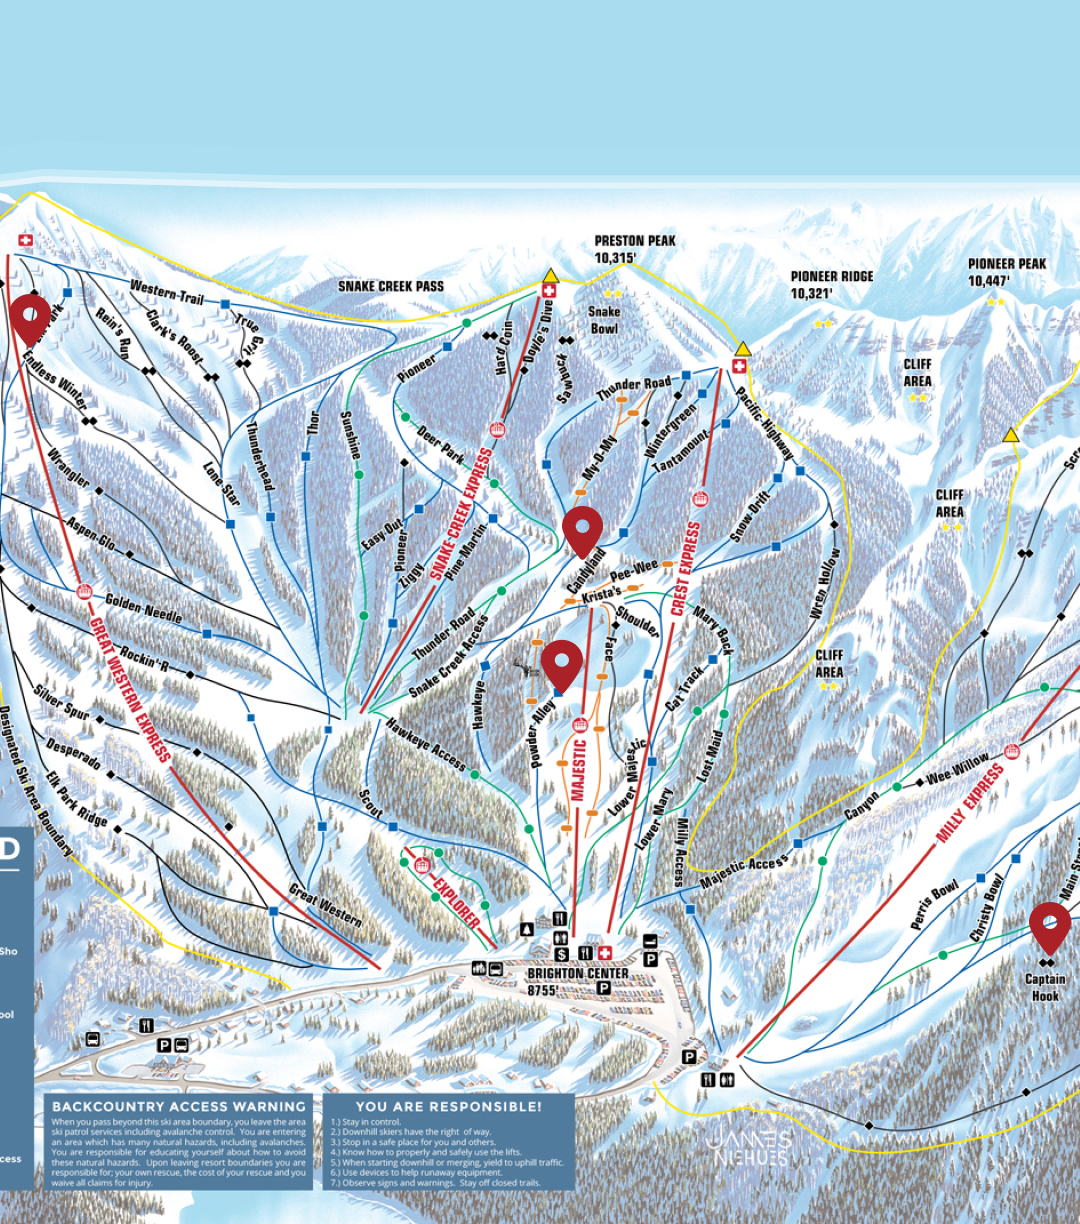 PRESTON PEAK
10,315'
PIONEER RIDGE
10,321'
PIONEER PEAK
10,447'
SNAKE CREEK PASS
Western Trail
True Grit
Clark's Roost
Rein's Run
Endless Winter
Wrangler
Aspen Glo
Golden Needle
Rockin' R
Silver Spur
Desperado
Elk Park Ridge
Designated Ski Area Boundary
GREAT WESTERN EXPRESS
Great Western
Lone Star
Thunderhead
Thor
Sunshine
Pioneer
Hard Coin
Doyle's Dive
Sawbuck
Snake
Bowl
Deer Park
Easy Out
Pioneer
Ziggy
SNAKE CREEK EXPRESS
Pine Martin
Thunder Road
Snake Creek Access
Hawkeye
Hawkeye Access
Scout
EXPLORER
Thunder Road
My-O-My
Wintergreen
Tantamount
Pacific Highway
Snow Drift
Wren Hollow
CREST EXPRESS
Candyland
Pee-Wee
Krista's
Shoulder
Face
Mary Back
Cat Track
Lost Maid
Powder Alley
MAJESTIC
Lower Majestic
Lower Mary
Milly Access
Majestic Access
Canyon
Wee-Willow
MILLY EXPRESS
CLIFF
AREA
CLIFF
AREA
CLIFF
AREA
Scre
Perris Bowl
Christy Bowl
Main Stre
Captain
Hook
BRIGHTON CENTER
8755'
$
P
P
P
P
D
Sho
ool
cess
BACKCOUNTRY ACCESS WARNING
When you pass beyond this ski area boundary, you leave the area
ski patrol services including avalanche control. You are entering
an area which has many natural hazards, including avalanches.
You are responsible for educating yourself about how to avoid
these natural hazards. Upon leaving resort boundaries you are
responsible for; your own rescue, the cost of your rescue and you
waive all claims for injury.
YOU ARE RESPONSIBLE!
1.) Stay in control.
2.) Downhill skiers have the right of way.
3.) Stop in a safe place for you and others.
4.) Know how to properly and safely use the lifts.
5.) When starting downhill or merging, yield to uphill traffic.
6.) Use devices to help runaway equipment.
7.) Observe signs and warnings. Stay off closed trails.
JAMES
NIEHUES